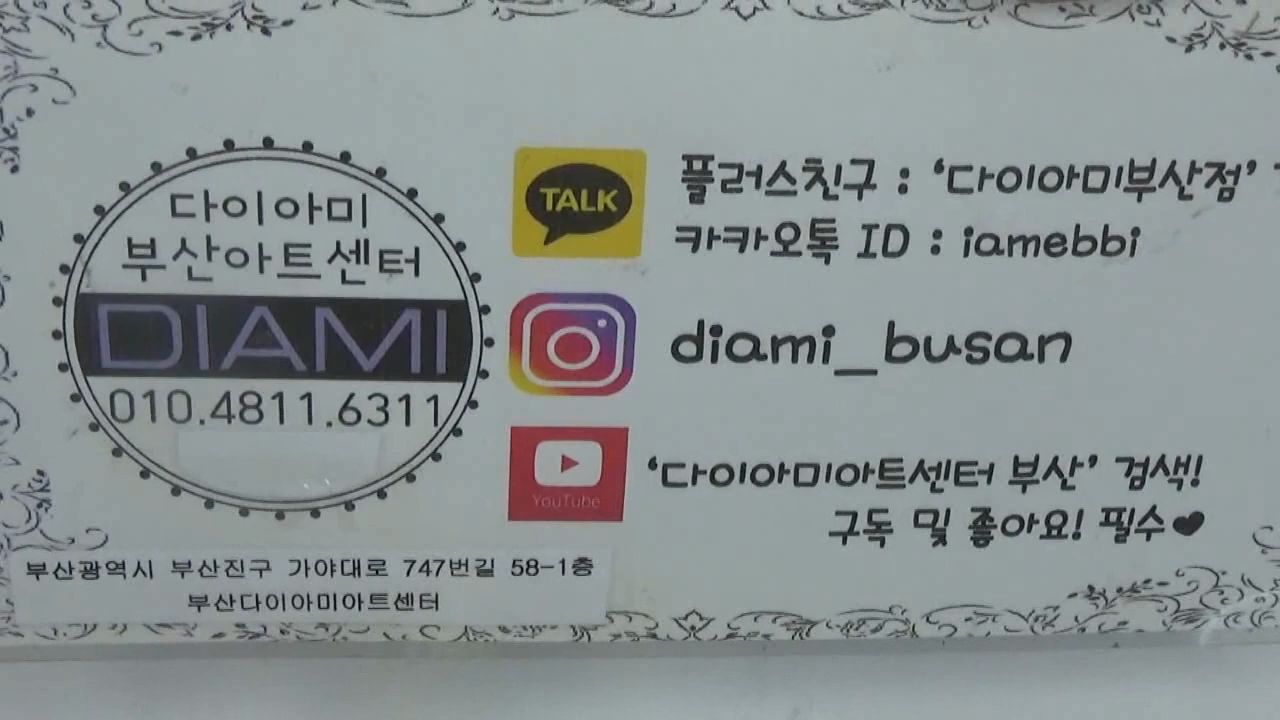 다이아미
부산아트센터
DIAMI
010.4811.6311
부산광역시 부산진구 가야대로 747번길 58-1층
부산다이아미아트센터
TALK
플러스친구 : ‘다이아미부산점’
카카오톡 ID : iamebbi
diami_busan
YouTube
‘다이아미아트센터 부산’ 검색!
구독 및 좋아요! 필수❤